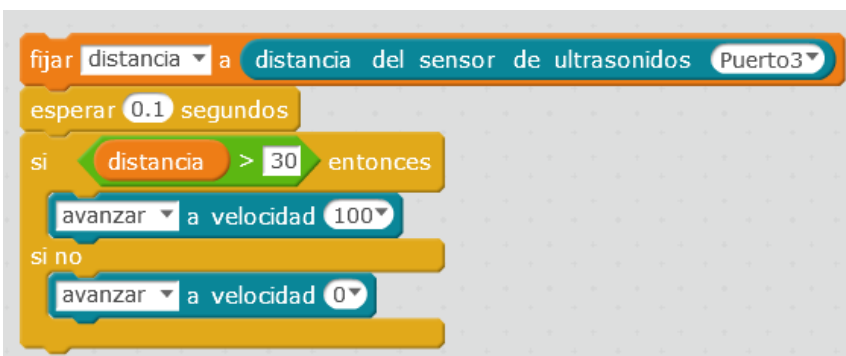 fijar distancia a distancia del sensor de ultrasonidos Puerto3
esperar 0.1 segundos
si distancia > 30 entonces
avanzar a velocidad 100
si no
avanzar a velocidad 0